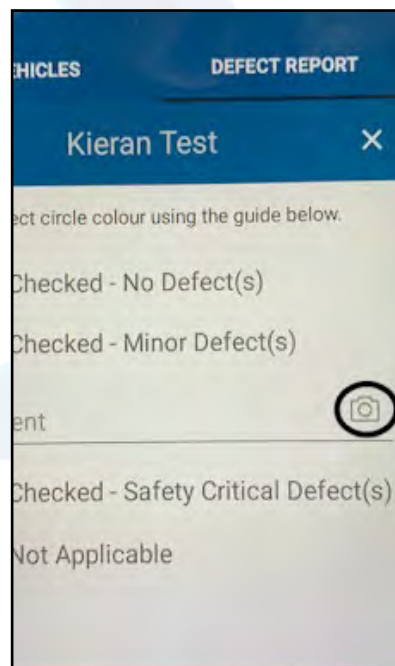 EHICLES DEFECT REPORT
Kieran Test ×
ect circle colour using the guide below.
Checked - No Defect(s)
Checked - Minor Defect(s)
ent
Checked - Safety Critical Defect(s)
Not Applicable